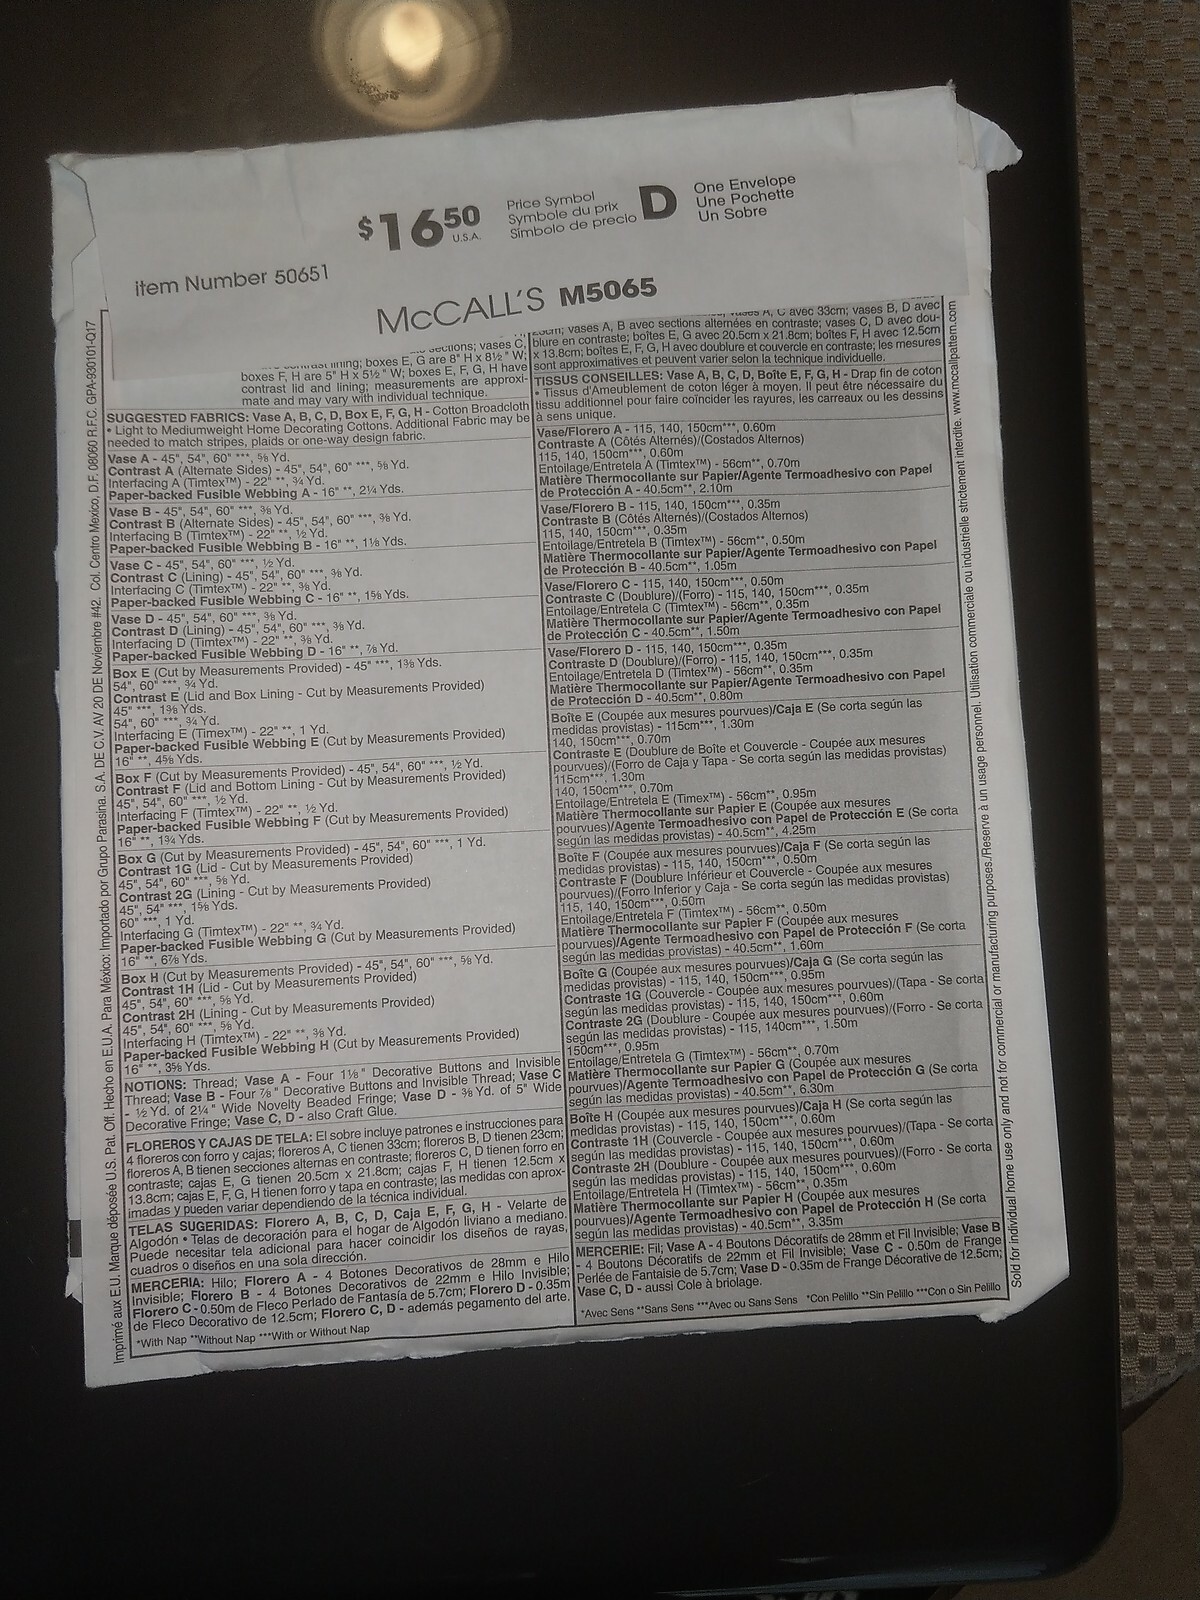 $16.50
U.S.A.
Price Symbol
Symbole du prix
Símbolo de precio
D
One Envelope
Une Pochette
Un Sobre
item Number 50651
McCALL'S M5065
sections; vases C,
lining; boxes E, G are 8" H x 8½" W;
boxes F, H are 5" H x 5½" W; boxes E, F, G, H have
contrast lid and lining; measurements are approxi-
mate and may vary with individual technique.
SUGGESTED FABRICS: Vase A, B, C, D, Box E, F, G, H - Cotton Broadcloth
• Light to Mediumweight Home Decorating Cottons. Additional Fabric may be
needed to match stripes, plaids or one-way design fabric.
Vase A - 45", 54", 60" ***, ⅝ Yd.
Contrast A (Alternate Sides) - 45", 54", 60" ***, ⅝ Yd.
Interfacing A (Timtex™) - 22" **, ¾ Yd.
Paper-backed Fusible Webbing A - 16" **, 2¼ Yds.
Vase B - 45", 54", 60" ***, ⅜ Yd.
Contrast B (Alternate Sides) - 45", 54", 60" ***, ⅜ Yd.
Interfacing B (Timtex™) - 22" **, ½ Yd.
Paper-backed Fusible Webbing B - 16" **, 1⅛ Yds.
Vase C - 45", 54", 60" ***, ½ Yd.
Contrast C (Lining) - 45", 54", 60" ***, ⅜ Yd.
Interfacing C (Timtex™) - 22" **, ⅜ Yd.
Paper-backed Fusible Webbing C - 16" **, 1⅝ Yds.
Vase D - 45", 54", 60" ***, ⅜ Yd.
Contrast D (Lining) - 45", 54", 60" ***, ⅜ Yd.
Interfacing D (Timtex™) - 22" **, ⅜ Yd.
Paper-backed Fusible Webbing D - 16" **, ⅞ Yds.
Box E (Cut by Measurements Provided) - 45" ***, 1⅜ Yds.
54", 60" ***, ¾ Yd.
Contrast E (Lid and Box Lining - Cut by Measurements Provided)
45" ***, 1⅜ Yds.
54", 60" ***, ¾ Yd.
Interfacing E (Timtex™) - 22" **, 1 Yd.
Paper-backed Fusible Webbing E (Cut by Measurements Provided)
16" **, 4⅝ Yds.
Box F (Cut by Measurements Provided) - 45", 54", 60" ***, ½ Yd.
Contrast F (Lid and Bottom Lining - Cut by Measurements Provided)
45", 54", 60" ***, ½ Yd.
Interfacing F (Timtex™) - 22" **, ½ Yd.
Paper-backed Fusible Webbing F (Cut by Measurements Provided)
16" **, 1¾ Yds.
Box G (Cut by Measurements Provided) - 45", 54", 60" ***, 1 Yd.
Contrast 1G (Lid - Cut by Measurements Provided)
45", 54", 60" ***, ⅝ Yd.
Contrast 2G (Lining - Cut by Measurements Provided)
45", 54" ***, 1⅝ Yds.
60" ***, 1 Yd.
Interfacing G (Timtex™) - 22" **, ¾ Yd.
Paper-backed Fusible Webbing G (Cut by Measurements Provided)
16" **, 6⅞ Yds.
Box H (Cut by Measurements Provided) - 45", 54", 60" ***, ⅝ Yd.
Contrast 1H (Lid - Cut by Measurements Provided)
45", 54", 60" ***, ⅝ Yd.
Contrast 2H (Lining - Cut by Measurements Provided)
45", 54", 60" ***, ⅝ Yd.
Interfacing H (Timtex™) - 22" **, ⅜ Yd.
Paper-backed Fusible Webbing H (Cut by Measurements Provided)
16" **, 3⅝ Yds.
NOTIONS: Thread; Vase A - Four 1⅛" Decorative Buttons and Invisible
Thread; Vase B - Four ⅞" Decorative Buttons and Invisible Thread; Vase C
- ½ Yd. of 2¼" Wide Novelty Beaded Fringe; Vase D - ⅜ Yd. of 5" Wide
Decorative Fringe; Vase C, D - also Craft Glue.
FLOREROS Y CAJAS DE TELA: El sobre incluye patrones e instrucciones para
4 floreros con forro y cajas; floreros A, C tienen 33cm; floreros B, D tienen 23cm;
floreros A, B tienen secciones alternas en contraste; floreros C, D tienen forro en
contraste; cajas E, G tienen 20.5cm x 21.8cm; cajas F, H tienen 12.5cm x
13.8cm; cajas E, F, G, H tienen forro y tapa en contraste; las medidas con aprox-
imadas y pueden variar dependiendo de la técnica individual.
TELAS SUGERIDAS: Florero A, B, C, D, Caja E, F, G, H - Velarte de
Algodón • Telas de decoración para el hogar de Algodón liviano a mediano.
Puede necesitar tela adicional para hacer coincidir los diseños de rayas,
cuadros o diseños en una sola dirección.
MERCERIA: Hilo; Florero A - 4 Botones Decorativos de 28mm e Hilo
Invisible; Florero B - 4 Botones Decorativos de 22mm e Hilo Invisible;
Florero C - 0.50m de Fleco Perlado de Fantasía de 5.7cm; Florero D - 0.35m
de Fleco Decorativo de 12.5cm; Florero C, D - además pegamento del arte.
*With Nap **Without Nap ***With or Without Nap
vases A, C avec 33cm; vases B, D avec
23cm; vases A, B avec sections alternées en contraste; vases C, D avec dou-
blure en contraste; boîtes E, G avec 20.5cm x 21.8cm; boîtes F, H avec 12.5cm
x 13.8cm; boîtes E, F, G, H avec doublure et couvercle en contraste; les mesures
sont approximatives et peuvent varier selon la technique individuelle.
TISSUS CONSEILLES: Vase A, B, C, D, Boîte E, F, G, H - Drap fin de coton
• Tissus d'Ameublement de coton léger à moyen. Il peut être nécessaire du
tissu additionnel pour faire coïncider les rayures, les carreaux ou les dessins
à sens unique.
Vase/Florero A - 115, 140, 150cm***, 0.60m
Contraste A (Côtés Alternés)/(Costados Alternos)
115, 140, 150cm***, 0.60m
Entoilage/Entretela A (Timtex™) - 56cm**, 0.70m
Matière Thermocollante sur Papier/Agente Termoadhesivo con Papel
de Protección A - 40.5cm**, 2.10m
Vase/Florero B - 115, 140, 150cm***, 0.35m
Contraste B (Côtés Alternés)/(Costados Alternos)
115, 140, 150cm***, 0.35m
Entoilage/Entretela B (Timtex™) - 56cm**, 0.50m
Matière Thermocollante sur Papier/Agente Termoadhesivo con Papel
de Protección B - 40.5cm**, 1.05m
Vase/Florero C - 115, 140, 150cm***, 0.50m
Contraste C (Doublure)/(Forro) - 115, 140, 150cm***, 0.35m
Entoilage/Entretela C (Timtex™) - 56cm**, 0.35m
Matière Thermocollante sur Papier/Agente Termoadhesivo con Papel
de Protección C - 40.5cm**, 1.50m
Vase/Florero D - 115, 140, 150cm***, 0.35m
Contraste D (Doublure)/(Forro) - 115, 140, 150cm***, 0.35m
Entoilage/Entretela D (Timtex™) - 56cm**, 0.35m
Matière Thermocollante sur Papier/Agente Termoadhesivo con Papel
de Protección D - 40.5cm**, 0.80m
Boîte E (Coupée aux mesures pourvues)/Caja E (Se corta según las
medidas provistas) - 115cm***, 1.30m
140, 150cm***, 0.70m
Contraste E (Doublure de Boîte et Couvercle - Coupée aux mesures
pourvues)/(Forro de Caja y Tapa - Se corta según las medidas provistas)
115cm***, 1.30m
140, 150cm***, 0.70m
Entoilage/Entretela E (Timex™) - 56cm**, 0.95m
Matière Thermocollante sur Papier E (Coupée aux mesures
pourvues)/Agente Termoadhesivo con Papel de Protección E (Se corta
según las medidas provistas) - 40.5cm**, 4.25m
Boîte F (Coupée aux mesures pourvues)/Caja F (Se corta según las
medidas provistas) - 115, 140, 150cm***, 0.50m
Contraste F (Doublure Inférieur et Couvercle - Coupée aux mesures
pourvues)/(Forro Inferior y Caja - Se corta según las medidas provistas)
115, 140, 150cm***, 0.50m
Entoilage/Entretela F (Timtex™) - 56cm**, 0.50m
Matière Thermocollante sur Papier F (Coupée aux mesures
pourvues)/Agente Termoadhesivo con Papel de Protección F (Se corta
según las medidas provistas) - 40.5cm**, 1.60m
Boîte G (Coupée aux mesures pourvues)/Caja G (Se corta según las
medidas provistas) - 115, 140, 150cm***, 0.95m
Contraste 1G (Couvercle - Coupée aux mesures pourvues)/(Tapa - Se corta
según las medidas provistas) - 115, 140, 150cm***, 0.60m
Contraste 2G (Doublure - Coupée aux mesures pourvues)/(Forro - Se corta
según las medidas provistas) - 115, 140cm***, 1.50m
150cm***, 0.95m
Entoilage/Entretela G (Timtex™) - 56cm**, 0.70m
Matière Thermocollante sur Papier G (Coupée aux mesures
pourvues)/Agente Termoadhesivo con Papel de Protección G (Se corta
según las medidas provistas) - 40.5cm**, 6.30m
Boîte H (Coupée aux mesures pourvues)/Caja H (Se corta según las
medidas provistas) - 115, 140, 150cm***, 0.60m
Contraste 1H (Couvercle - Coupée aux mesures pourvues)/(Tapa - Se corta
según las medidas provistas) - 115, 140, 150cm***, 0.60m
Contraste 2H (Doublure - Coupée aux mesures pourvues)/(Forro - Se corta
según las medidas provistas) - 115, 140, 150cm***, 0.60m
Entoilage/Entretela H (Timtex™) - 56cm**, 0.35m
Matière Thermocollante sur Papier H (Coupée aux mesures
pourvues)/Agente Termoadhesivo con Papel de Protección H (Se corta
según las medidas provistas) - 40.5cm**, 3.35m
MERCERIE: Fil; Vase A - 4 Boutons Décoratifs de 28mm et Fil Invisible; Vase B
- 4 Boutons Décoratifs de 22mm et Fil Invisible; Vase C - 0.50m de Frange
Perlée de Fantaisie de 5.7cm; Vase D - 0.35m de Frange Décorative de 12.5cm;
Vase C, D - aussi Cole à briolage.
*Avec Sens **Sans Sens ***Avec ou Sans Sens *Con Pelillo **Sin Pelillo ***Con o Sin Pelillo
Imprimé aux E.U. Marque déposée U.S. Pat. Off. Hecho en E.U.A. Para México: Importado por Grupo Parasina. S.A. DE C.V. AV 20 DE Noviembre #42. Col. Centro Mexico, D.F. 08060 R.F.C. GPA-930101-Q17
Sold for individual home use only and not for commercial or manufacturing purposes./Reservé à un usage personnel. Utilisation commerciale ou industrielle strictement interdite. www.mccallpattern.com